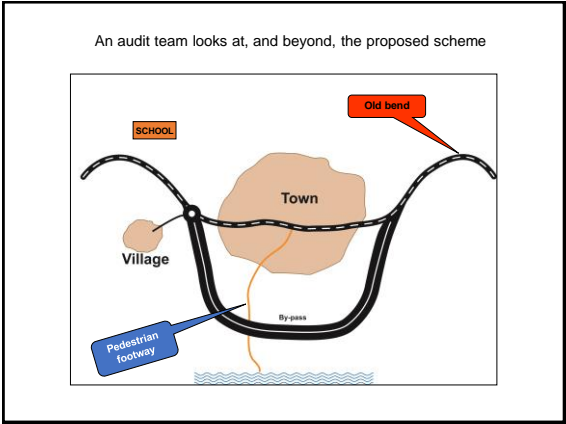 An audit team looks at, and beyond, the proposed scheme
Old bend
SCHOOL
Town
Village
By-pass
Pedestrian
footway